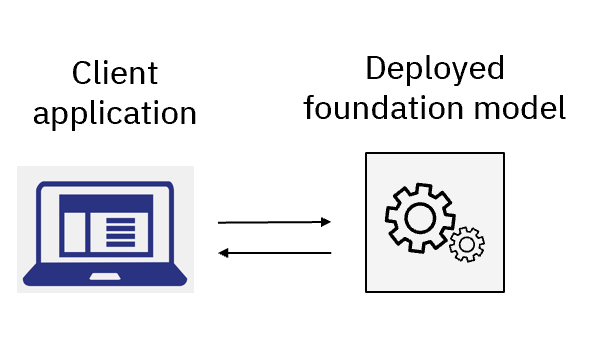 Client
application
Deployed
foundation model